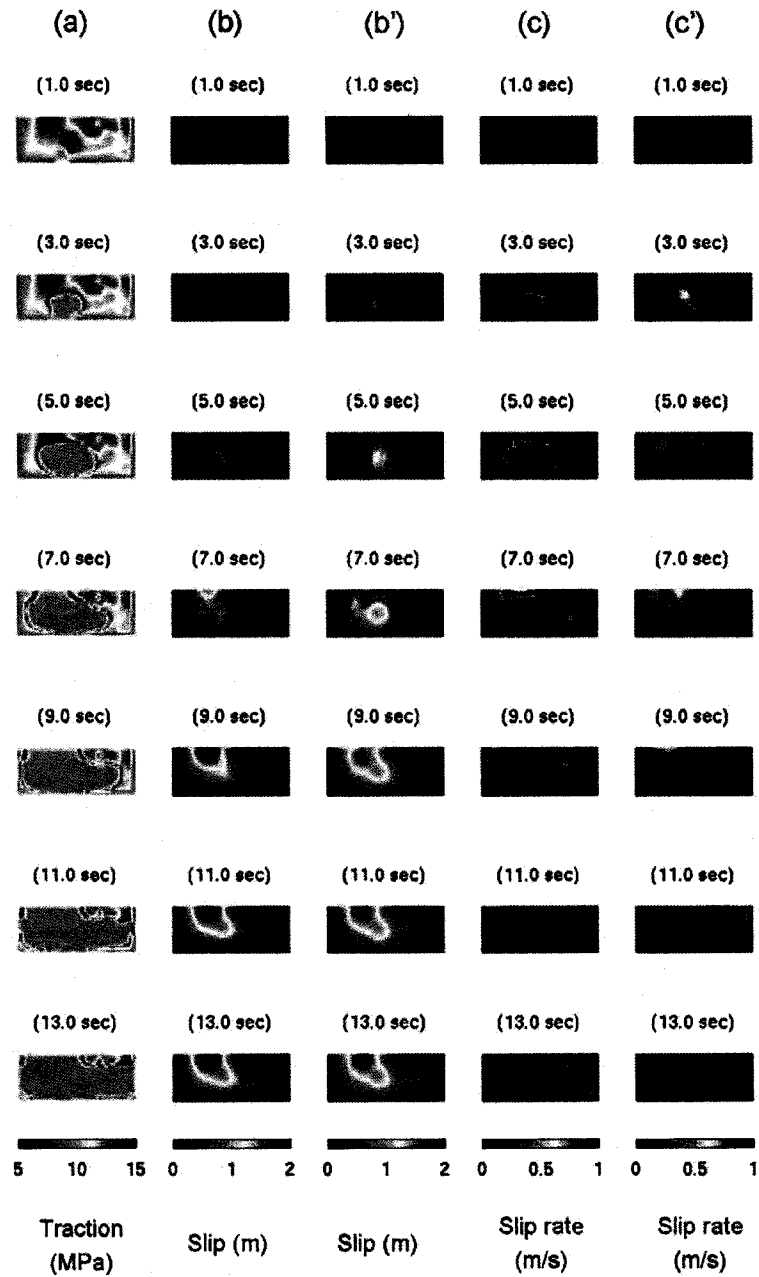 (a) (b) (b') (c) (c')
(1.0 sec) (1.0 sec) (1.0 sec) (1.0 sec) (1.0 sec)
(3.0 sec) (3.0 sec) (3.0 sec) (3.0 sec) (3.0 sec)
(5.0 sec) (5.0 sec) (5.0 sec) (5.0 sec) (5.0 sec)
(7.0 sec) (7.0 sec) (7.0 sec) (7.0 sec) (7.0 sec)
(9.0 sec) (9.0 sec) (9.0 sec) (9.0 sec) (9.0 sec)
(11.0 sec) (11.0 sec) (11.0 sec) (11.0 sec) (11.0 sec)
(13.0 sec) (13.0 sec) (13.0 sec) (13.0 sec) (13.0 sec)
5 10 15 0 1 2 0 1 2 0 0.5 1 0 0.5 1
Traction Slip (m) Slip (m) Slip rate Slip rate
(MPa) (m/s) (m/s)